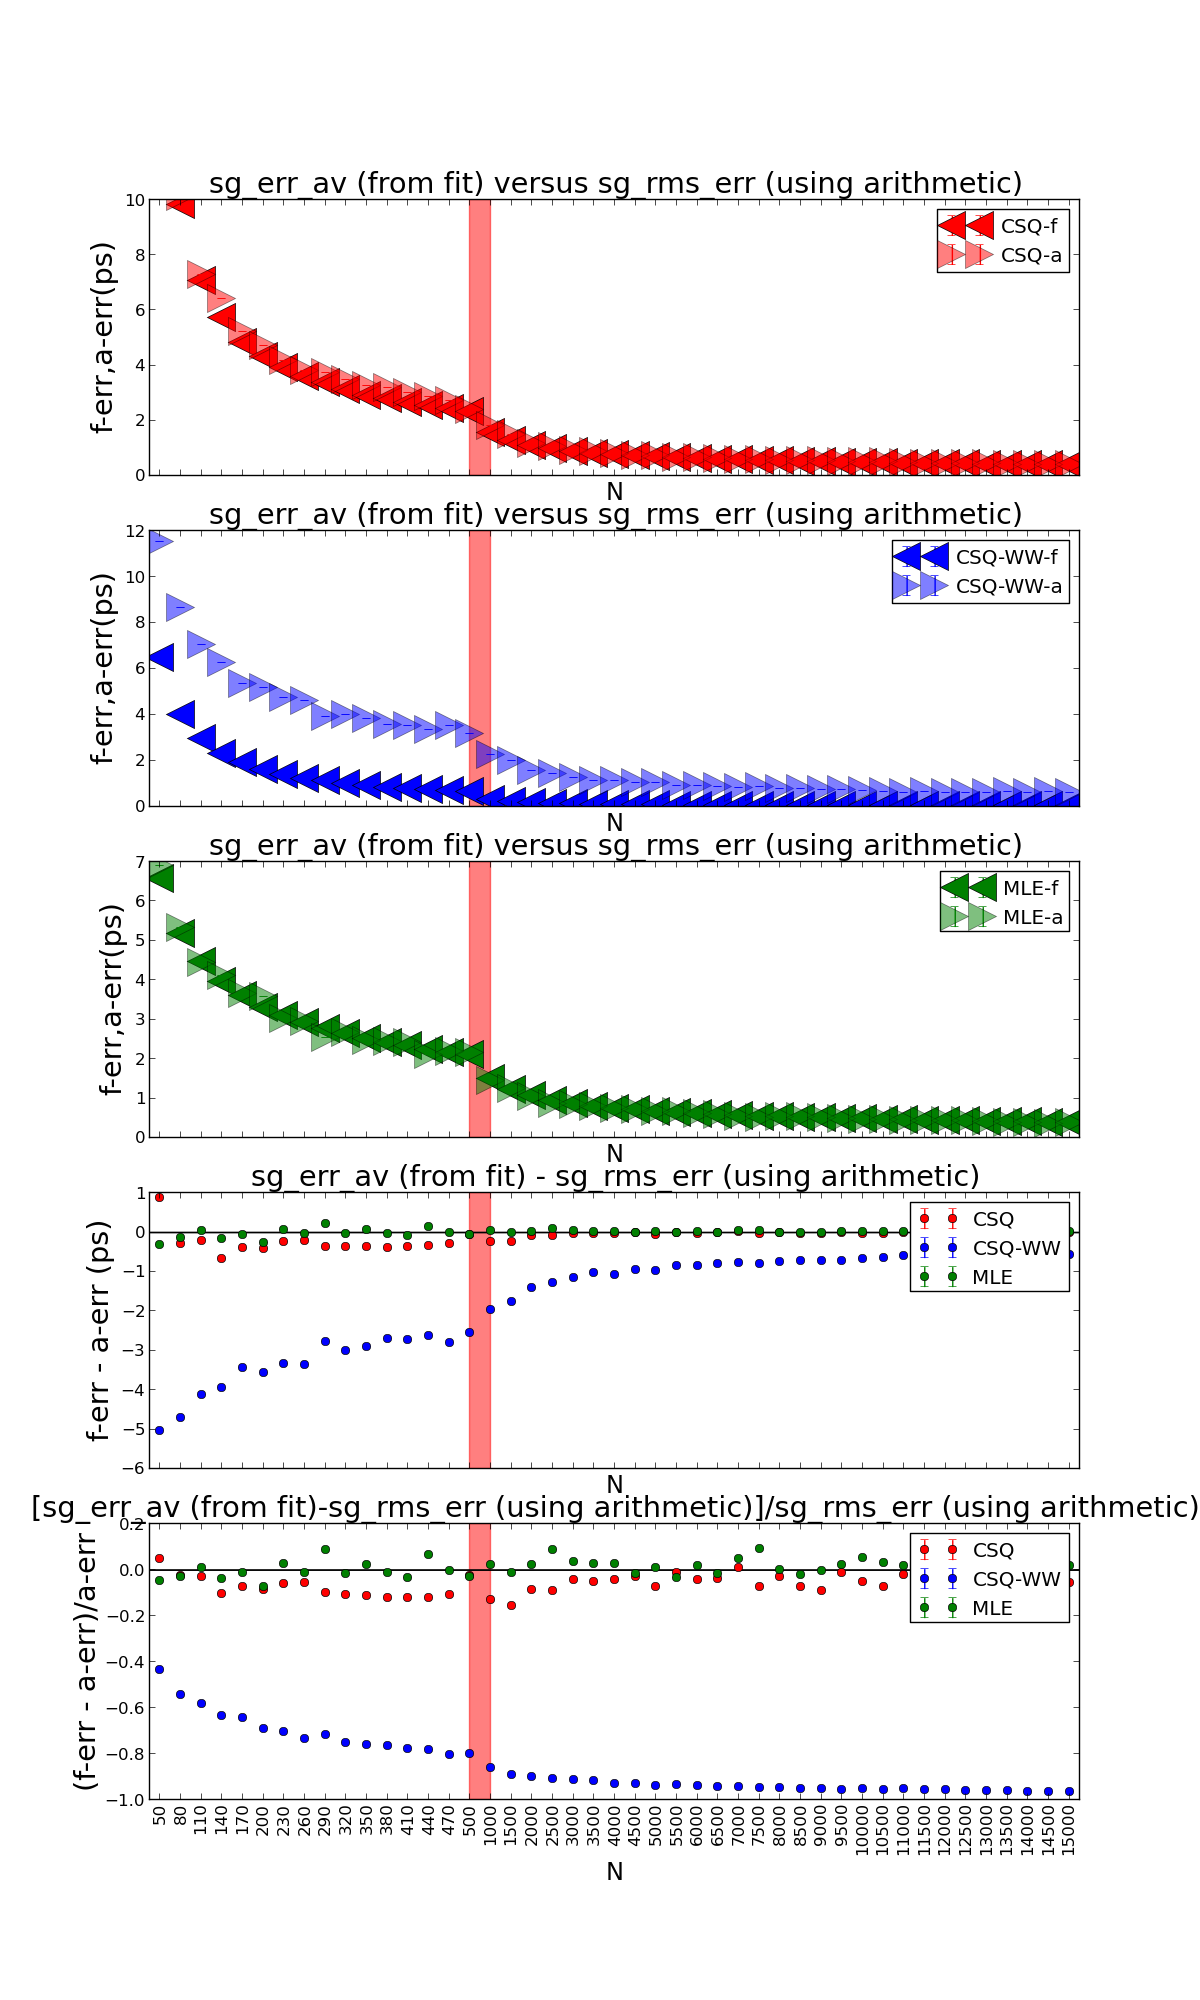 sg_err_av (from fit) versus sg_rms_err (using arithmetic)
10
8
6
4
2
0
f-err,a-err(ps)
CSQ-f
CSQ-a
N
sg_err_av (from fit) versus sg_rms_err (using arithmetic)
12
10
8
6
4
2
0
f-err,a-err(ps)
CSQ-WW-f
CSQ-WW-a
N
sg_err_av (from fit) versus sg_rms_err (using arithmetic)
7
6
5
4
3
2
1
0
f-err,a-err(ps)
MLE-f
MLE-a
N
sg_err_av (from fit) - sg_rms_err (using arithmetic)
1
0
−1
−2
−3
−4
−5
−6
f-err - a-err (ps)
CSQ
CSQ-WW
MLE
N
[sg_err_av (from fit)-sg_rms_err (using arithmetic)]/sg_rms_err (using arithmetic)
0.2
0.0
−0.2
−0.4
−0.6
−0.8
−1.0
(f-err - a-err)/a-err
CSQ
CSQ-WW
MLE
50 80 110 140 170 200 230 260 290 320 350 380 410 440 470 500 1000 1500 2000 2500 3000 3500 4000 4500 5000 5500 6000 6500 7000 7500 8000 8500 9000 9500 10000 10500 11000 11500 12000 12500 13000 13500 14000 14500 15000
N